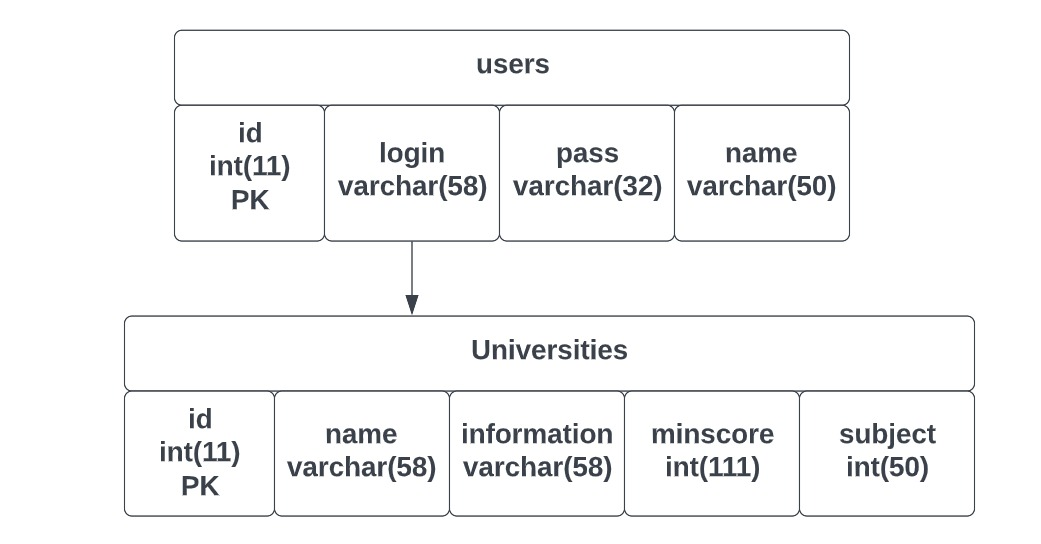 users
id
int(11)
PK
login
varchar(58)
pass
varchar(32)
name
varchar(50)
Universities
id
int(11)
PK
name
varchar(58)
information
varchar(58)
minscore
int(111)
subject
int(50)